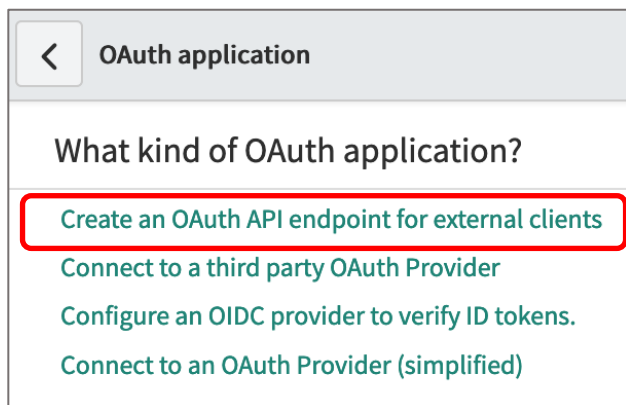 OAuth application
What kind of OAuth application?
Create an OAuth API endpoint for external clients
Connect to a third party OAuth Provider
Configure an OIDC provider to verify ID tokens.
Connect to an OAuth Provider (simplified)